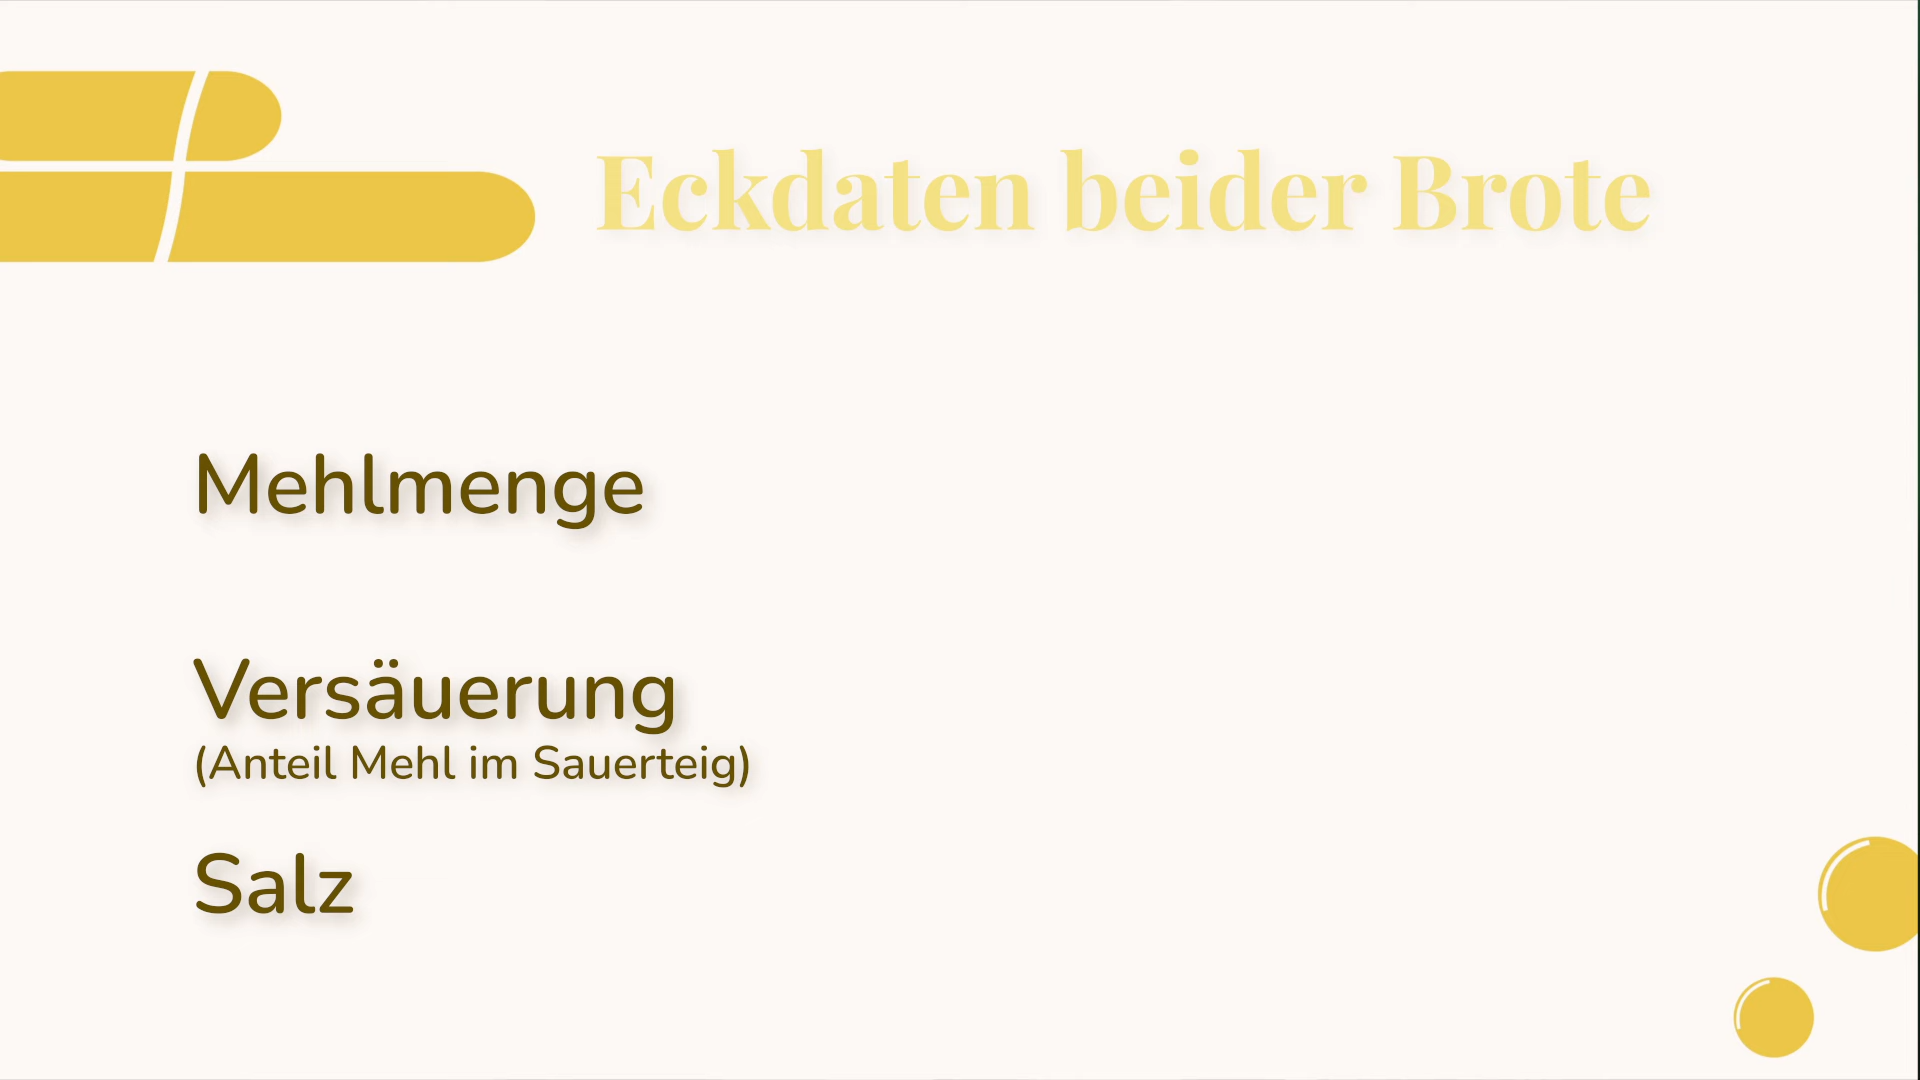 Eckdaten beider Brote
Mehlmenge
Versäuerung
(Anteil Mehl im Sauerteig)
Salz